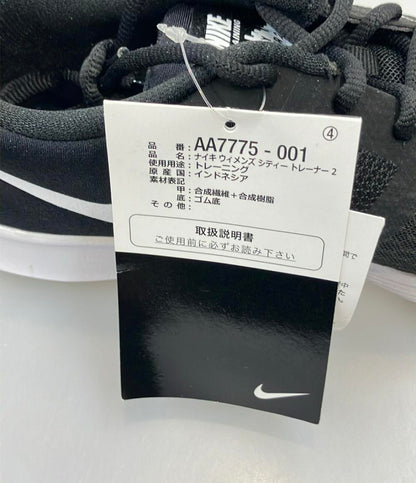 NIKE
TRAINING
④
品番: AA7775-001
品名: ナイキ ウィメンズ シティー トレーナー 2
使用用途: トレーニング
原産国: インドネシア
素材表記
甲: 合成繊維+合成樹脂
底: ゴム底
その他:
取扱説明書
ご使用前に必ずお読み下さい